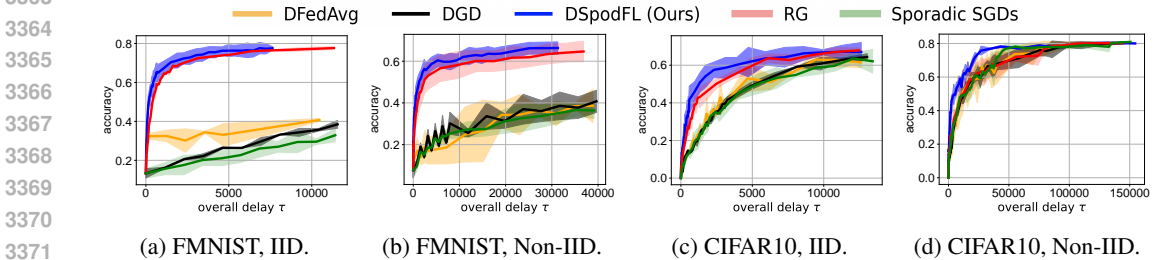 3363
DFedAvg DGD DSpodFL (Ours) RG Sporadic SGDs
3364
3365
3366
3367
3368
3369
3370
3371
accuracy
0.8
0.6
0.4
0.2
0 5000 10000
overall delay τ
(a) FMNIST, IID.
accuracy
0.8
0.6
0.4
0.2
0 10000 20000 30000 40000
overall delay τ
(b) FMNIST, Non-IID.
accuracy
0.8
0.6
0.4
0.2
0.0
0 5000 10000
overall delay τ
(c) CIFAR10, IID.
accuracy
0.8
0.6
0.4
0.2
0.0
0 50000 100000 150000
overall delay τ
(d) CIFAR10, Non-IID.